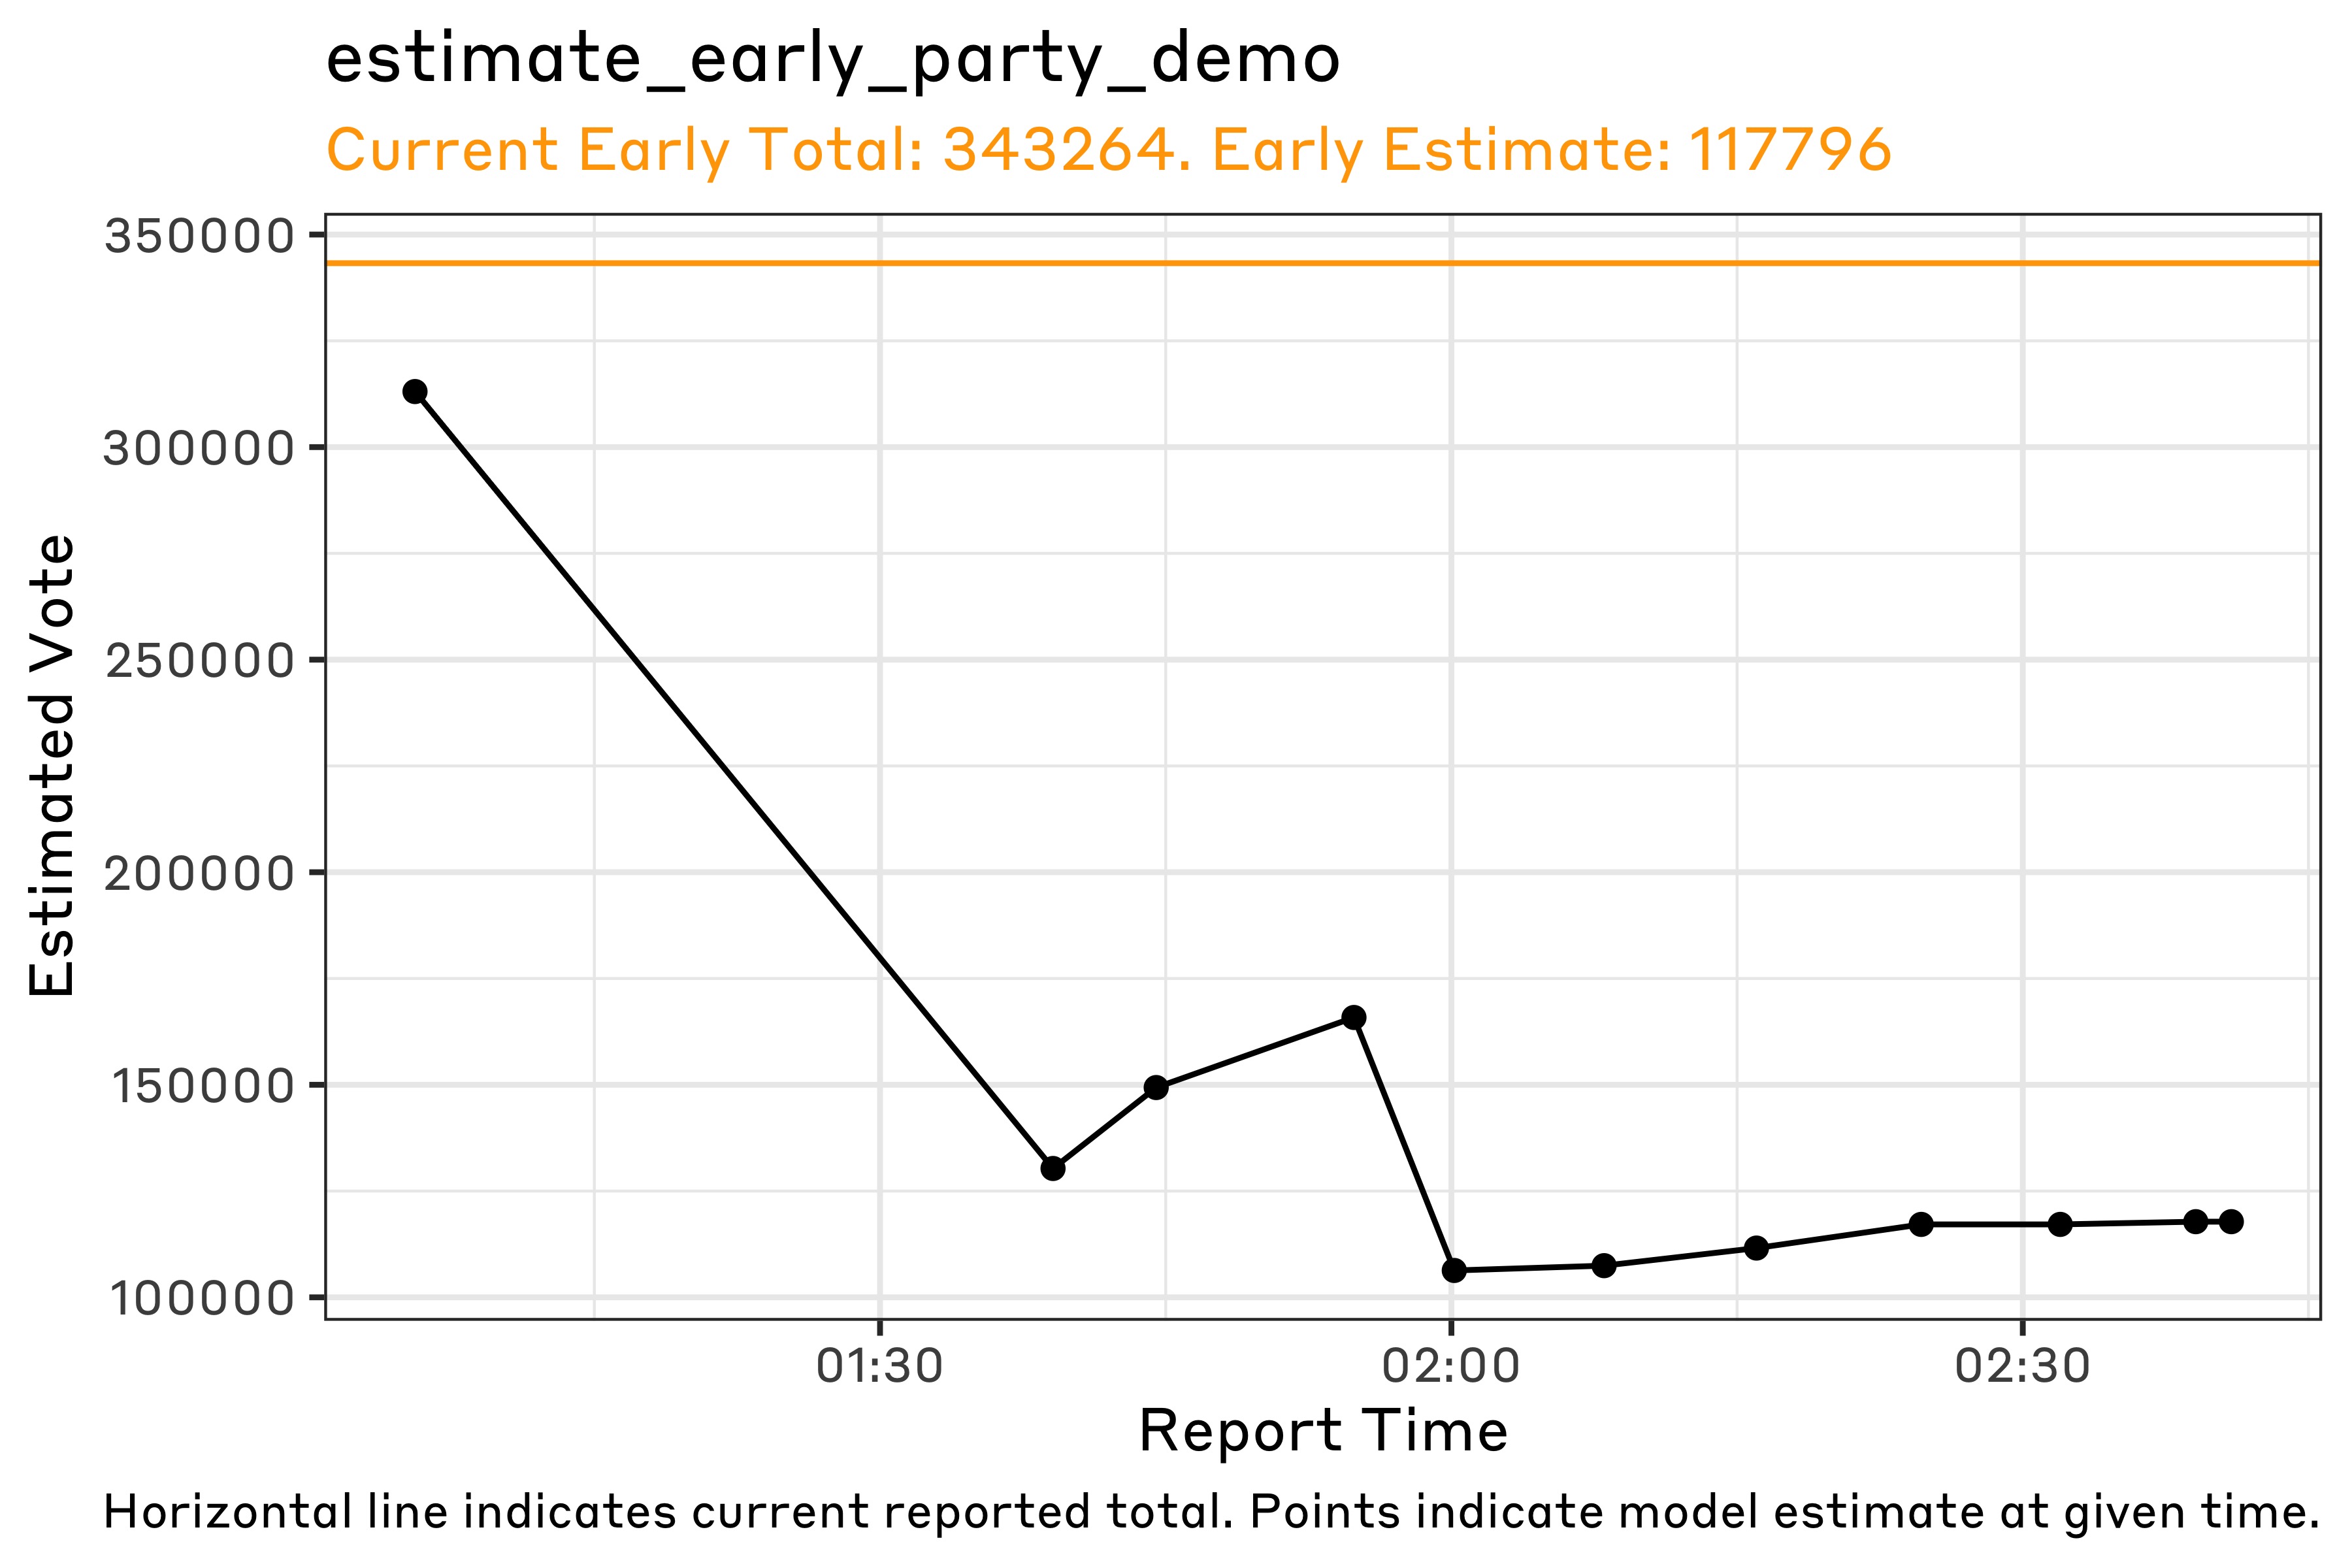 estimate_early_party_demo
Current Early Total: 343264. Early Estimate: 117796
350000
300000
250000
200000
150000
100000
Estimated Vote
01:30 02:00 02:30
Report Time
Horizontal line indicates current reported total. Points indicate model estimate at given time.